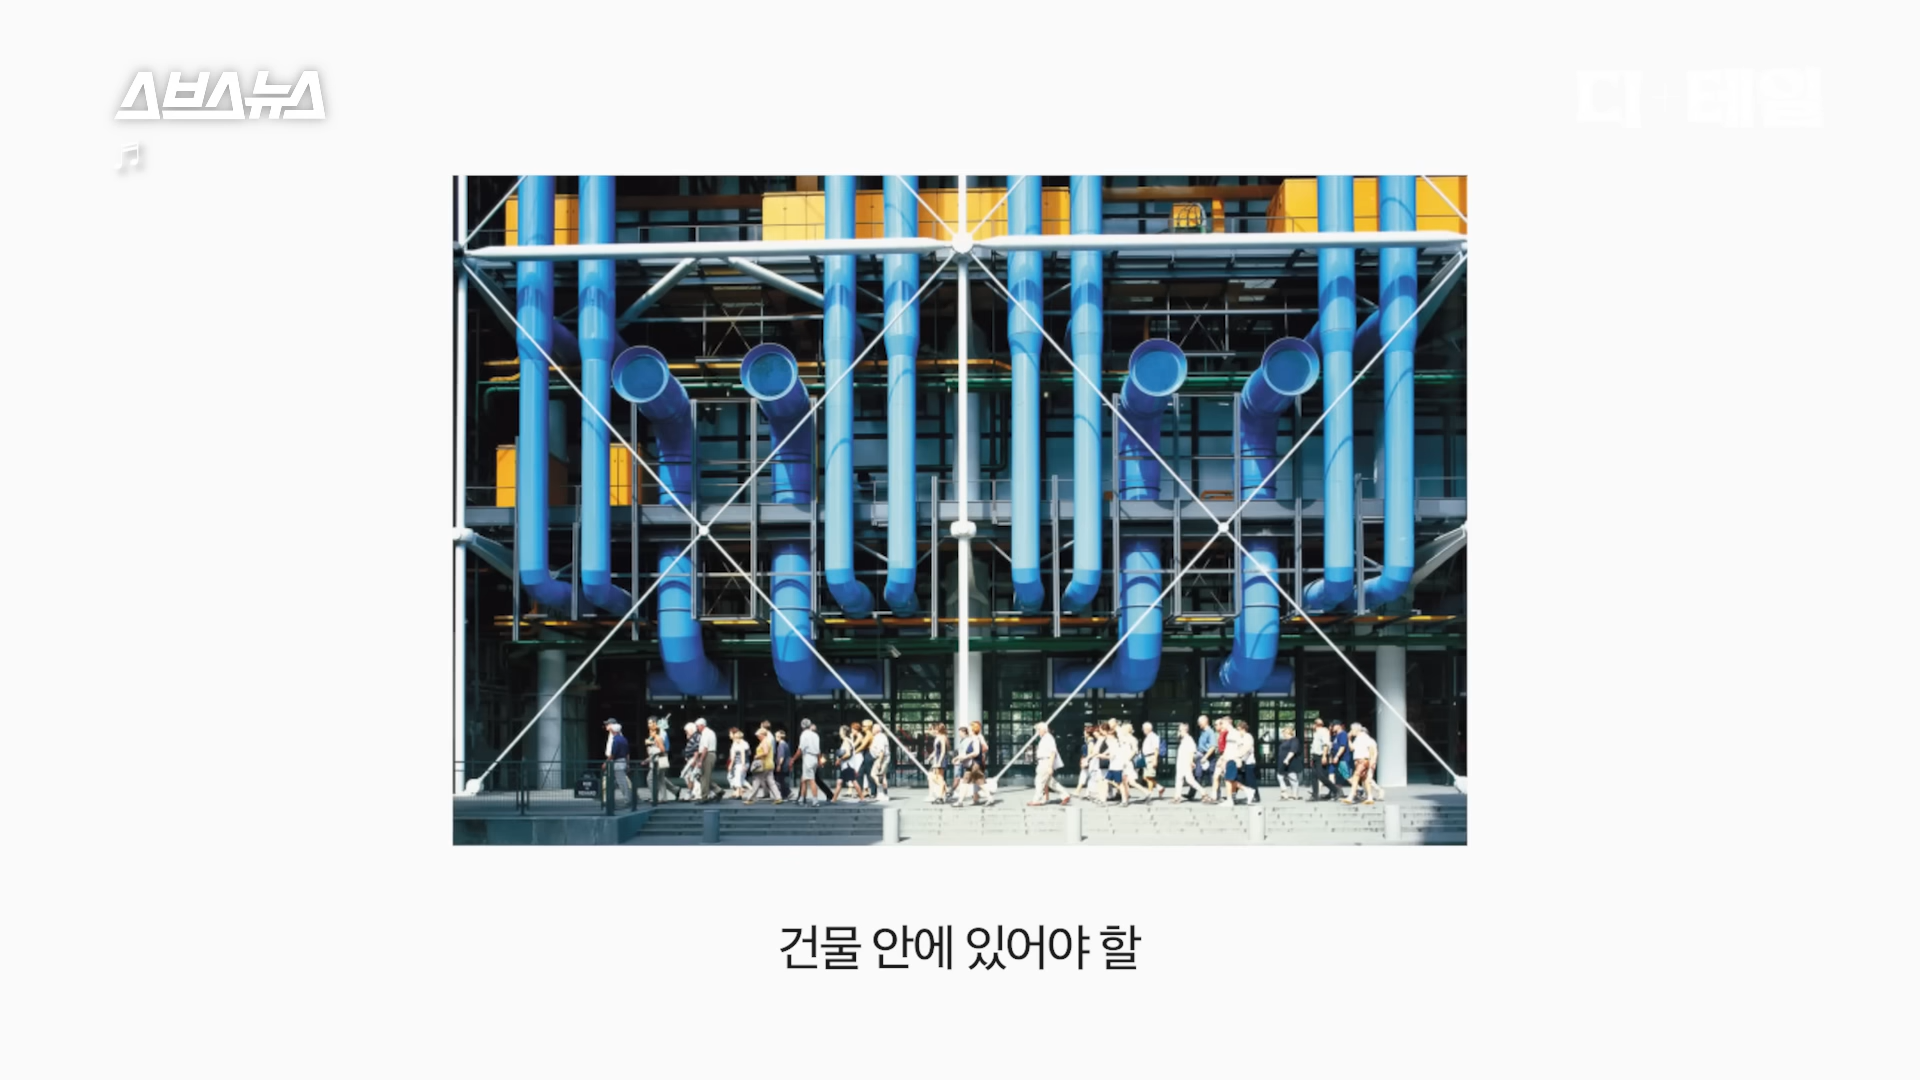 스브스뉴스
디+테일
건물 안에 있어야 할